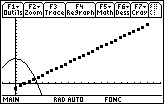 F1▾ F2▾ F3 F4 F5▾ F6▾ F7▾
Tools Zoom Trace ReGraph Math Draw
MAIN RAD AUTO FUNC